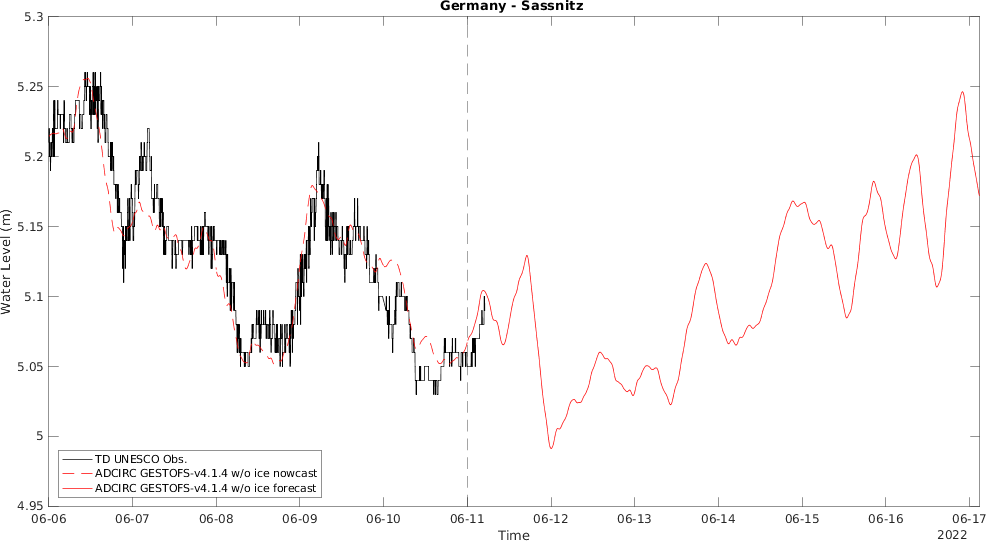 Germany - Sassnitz
Water Level (m)
5.3
5.25
5.2
5.15
5.1
5.05
5
4.95
TD UNESCO Obs.
ADCIRC GESTOFS-v4.1.4 w/o ice nowcast
ADCIRC GESTOFS-v4.1.4 w/o ice forecast
06-06 06-07 06-08 06-09 06-10 06-11 06-12 06-13 06-14 06-15 06-16 06-17
Time
2022